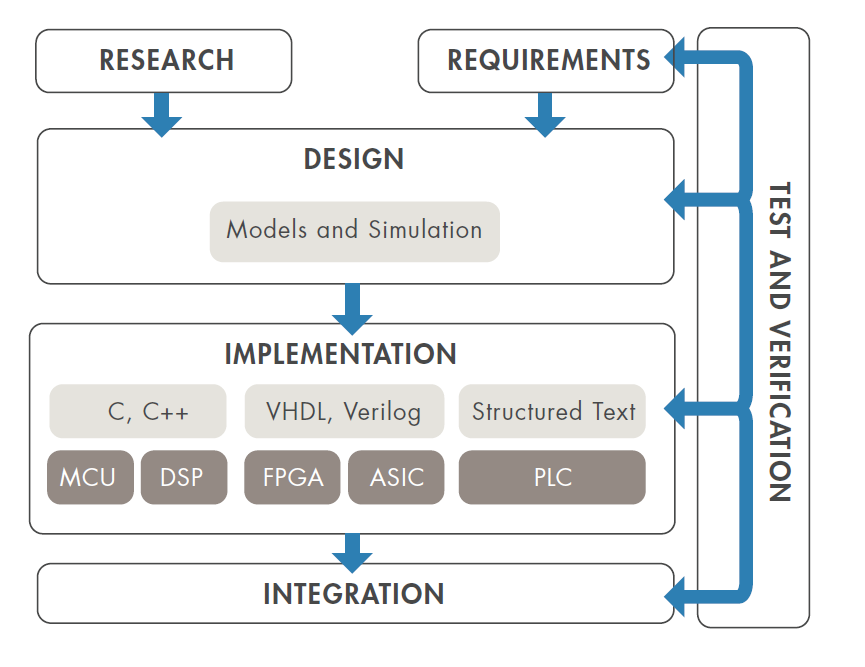 RESEARCH
REQUIREMENTS
DESIGN
Models and Simulation
IMPLEMENTATION
C, C++
VHDL, Verilog
Structured Text
MCU
DSP
FPGA
ASIC
PLC
INTEGRATION
TEST AND VERIFICATION